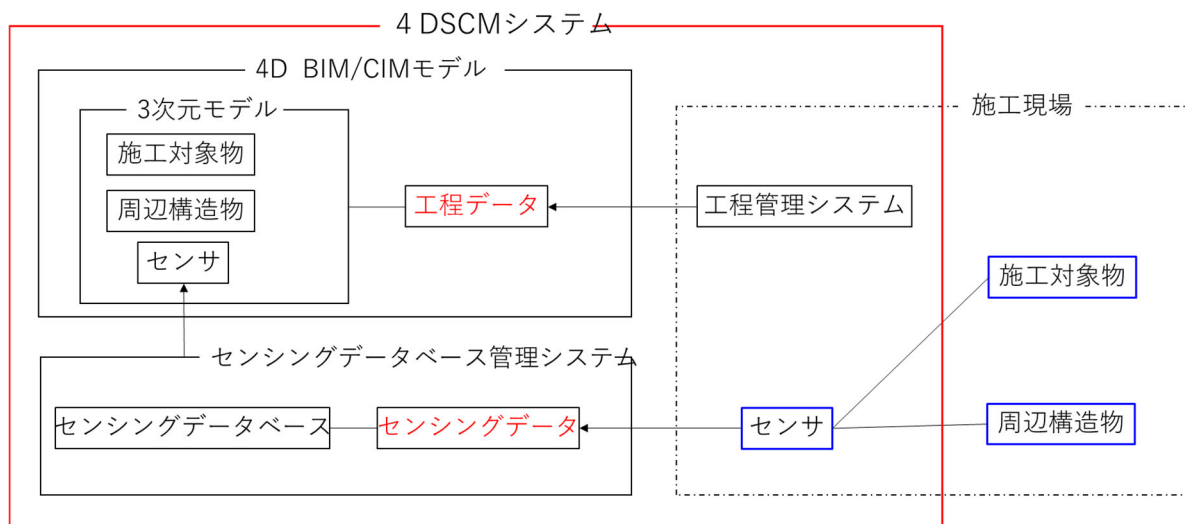 4 DSCMシステム
4D BIM/CIMモデル
3次元モデル
施工対象物
周辺構造物
センサ
工程データ
施工現場
工程管理システム
施工対象物
周辺構造物
センサ
センシングデータベース管理システム
センシングデータベース
センシングデータ